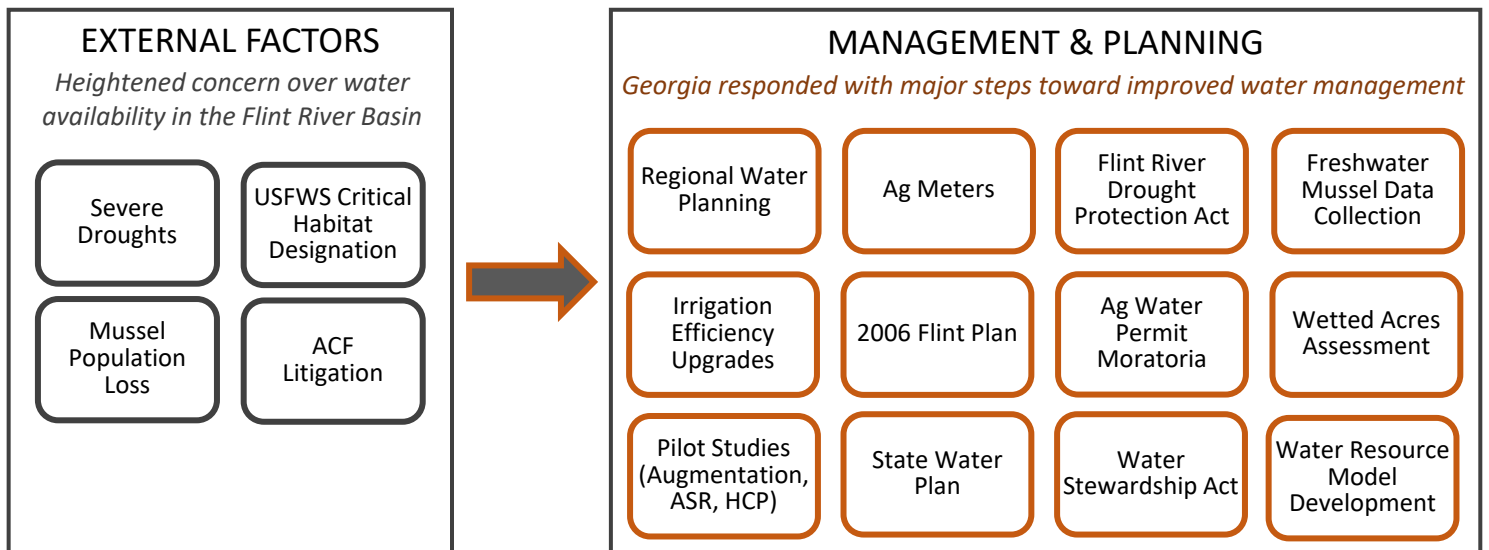 EXTERNAL FACTORS
Heightened concern over water
availability in the Flint River Basin
Severe
Droughts
USFWS Critical
Habitat
Designation
Mussel
Population
Loss
ACF
Litigation
MANAGEMENT & PLANNING
Georgia responded with major steps toward improved water management
Regional Water
Planning
Ag Meters
Flint River
Drought
Protection Act
Freshwater
Mussel Data
Collection
Irrigation
Efficiency
Upgrades
2006 Flint Plan
Ag Water
Permit
Moratoria
Wetted Acres
Assessment
Pilot Studies
(Augmentation,
ASR, HCP)
State Water
Plan
Water
Stewardship Act
Water Resource
Model
Development